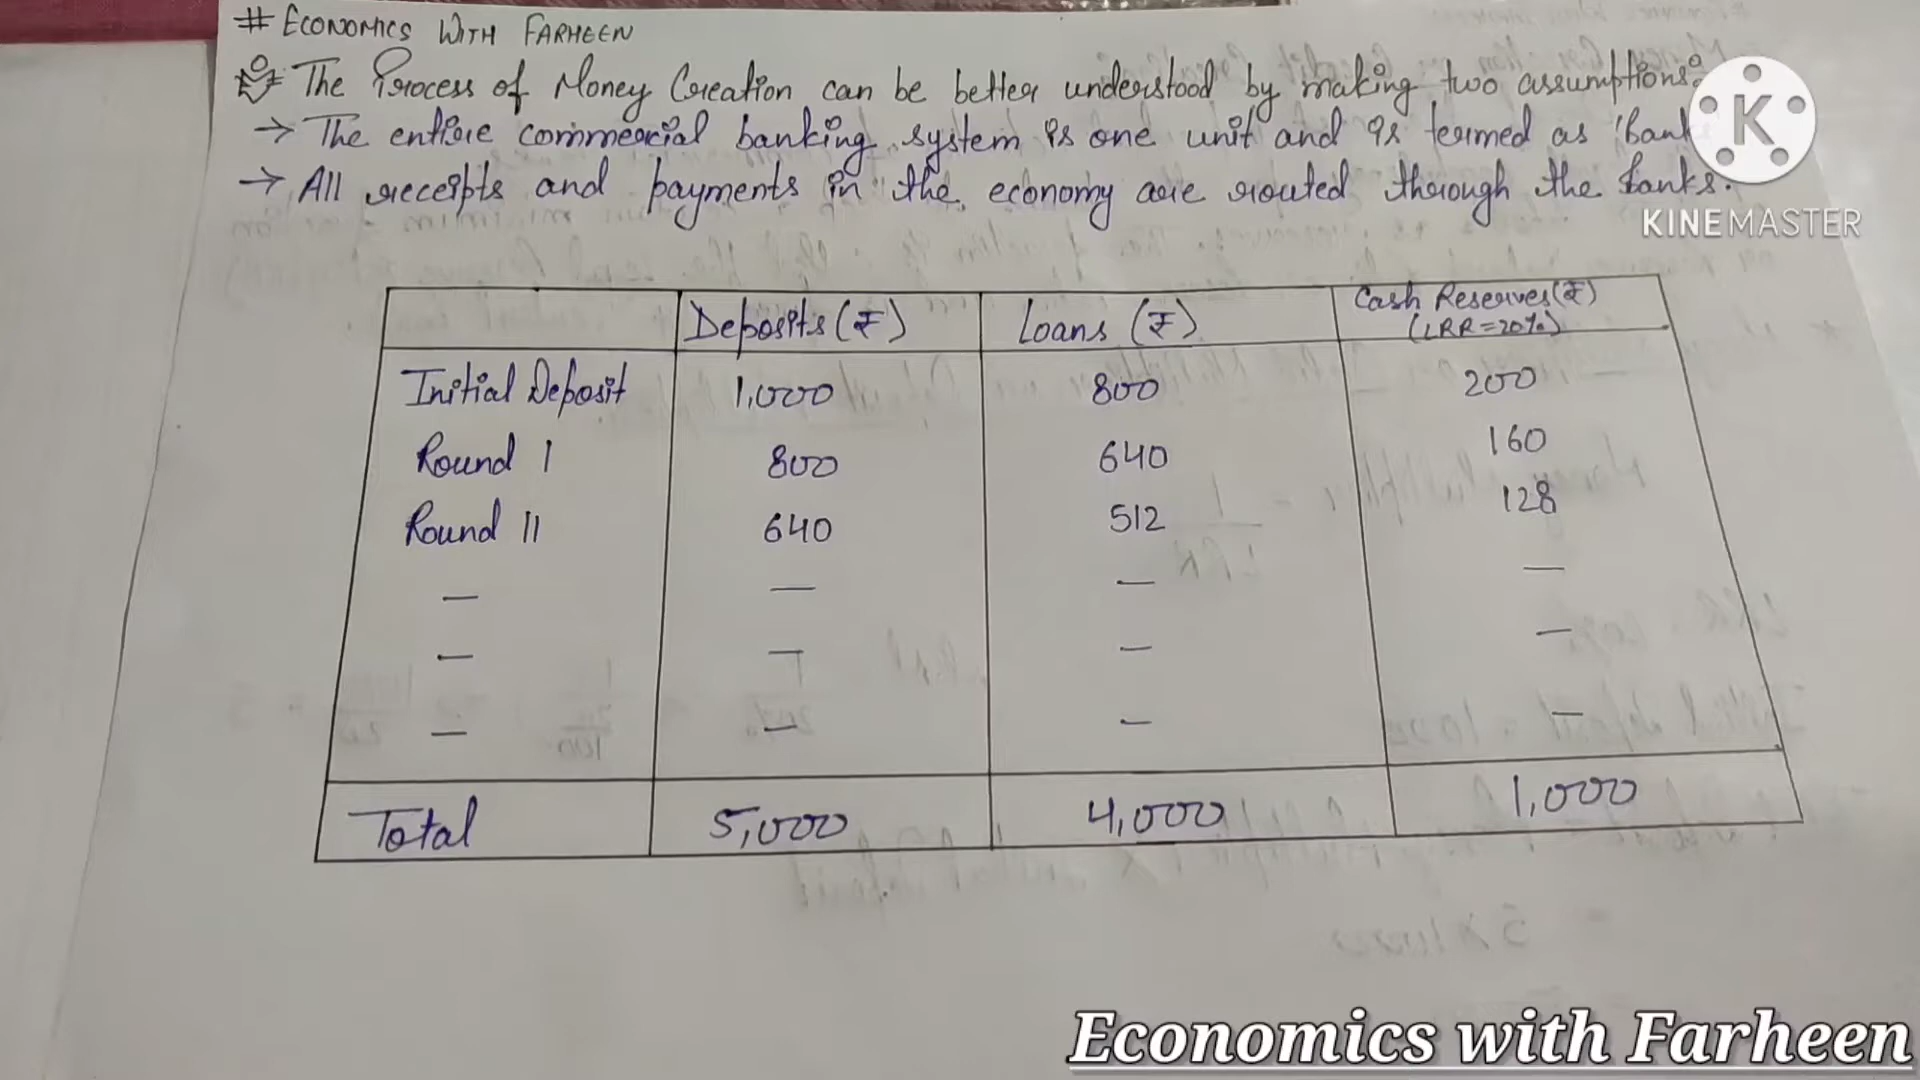 # ECONOMICS WITH FARHEEN
The Process of Money Creation can be better understood by making two assumptions:
→ The entire commercial banking system is one unit and is termed as 'Bank
→ All receipts and payments in the economy are routed through the banks.
K
KINEMASTER
Deposits (₹) Loans (₹) Cash Reserves (₹)
(LRR = 20%)
Initial Deposit 1,000 800 200
Round I 800 640 160
Round II 640 512 128
— — — —
— — — —
— — — —
Total 5,000 4,000 1,000
Economics with Farheen